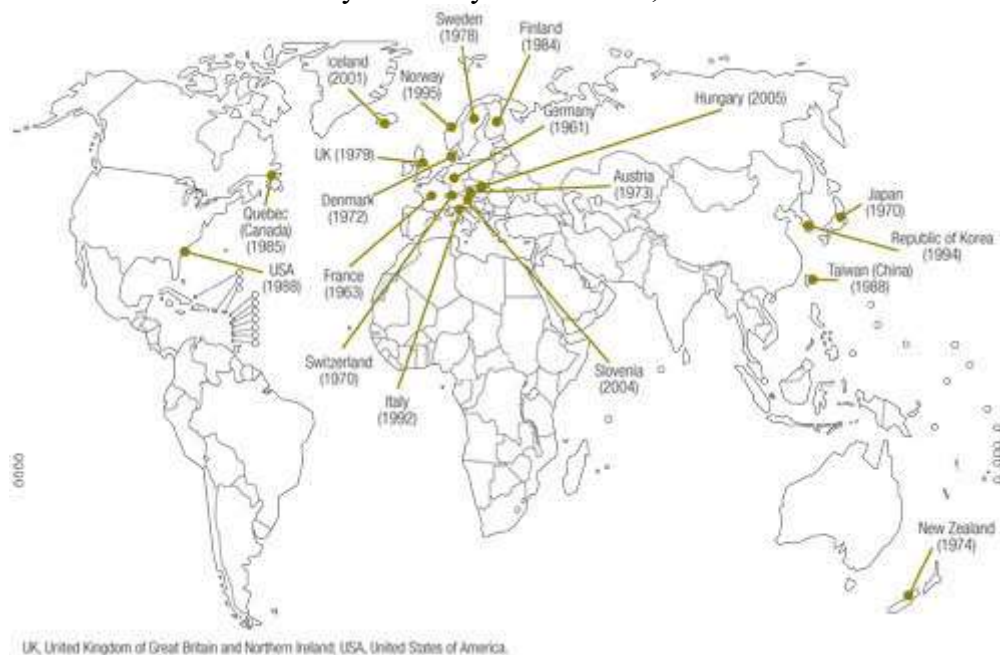 Sweden
(1978)
Finland
(1984)
Iceland
(2001)
Norway
(1995)
Germany
(1961)
Hungary (2005)
UK (1979)
Denmark
(1972)
Austria
(1973)
Japan
(1970)
Quebec
(Canada)
(1985)
Republic of Korea
(1994)
USA
(1988)
France
(1963)
Taiwan (China)
(1988)
Switzerland
(1970)
Slovenia
(2004)
Italy
(1992)
New Zealand
(1974)
UK, United Kingdom of Great Britain and Northern Ireland; USA, United States of America.